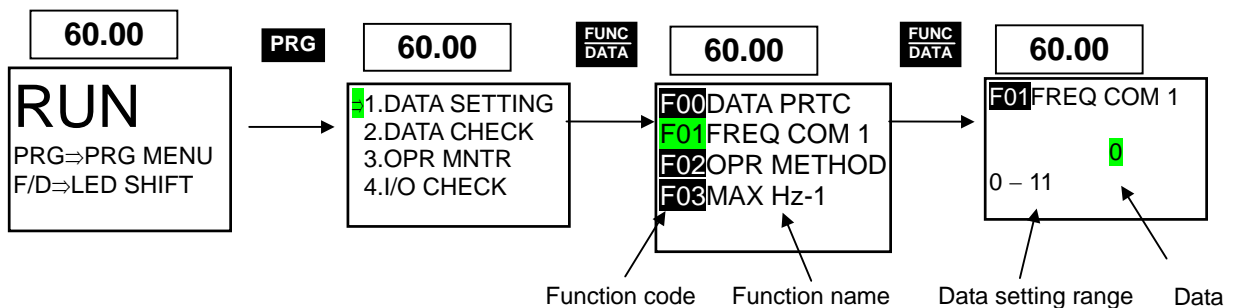 60.00
RUN
PRG⇒PRG MENU
F/D⇒LED SHIFT
PRG
60.00
⇒1.DATA SETTING
2.DATA CHECK
3.OPR MNTR
4.I/O CHECK
FUNC
DATA
60.00
F00DATA PRTC
F01FREQ COM 1
F02OPR METHOD
F03MAX Hz-1
FUNC
DATA
60.00
F01FREQ COM 1
0
0 – 11
Function code
Function name
Data setting range
Data